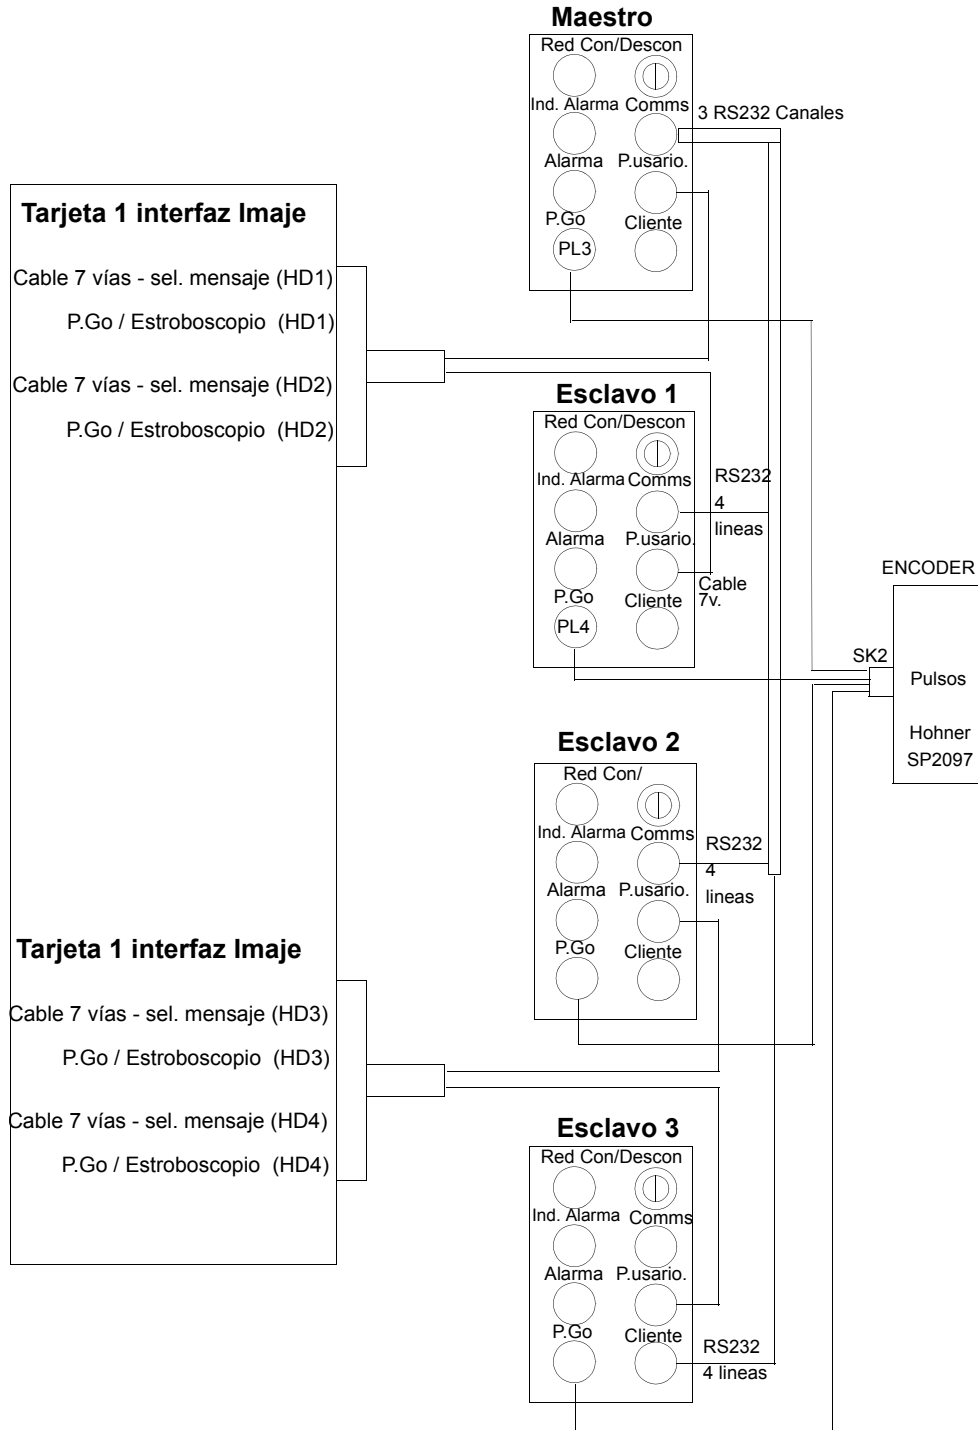 Maestro
Red Con/Descon
Ind. Alarma Comms
3 RS232 Canales
Alarma P.usario.
P.Go Cliente
PL3
Tarjeta 1 interfaz Imaje
Cable 7 vías - sel. mensaje (HD1)
P.Go / Estroboscopio (HD1)
Cable 7 vías - sel. mensaje (HD2)
P.Go / Estroboscopio (HD2)
Esclavo 1
Red Con/Descon
Ind. Alarma Comms
RS232
4
lineas
Alarma P.usario.
Cable
7v.
P.Go Cliente
PL4
ENCODER
SK2
Pulsos
Hohner
SP2097
Esclavo 2
Red Con/
Ind. Alarma Comms
RS232
4
lineas
Alarma P.usario.
P.Go Cliente
Tarjeta 1 interfaz Imaje
Cable 7 vías - sel. mensaje (HD3)
P.Go / Estroboscopio (HD3)
Cable 7 vías - sel. mensaje (HD4)
P.Go / Estroboscopio (HD4)
Esclavo 3
Red Con/Descon
Ind. Alarma Comms
Alarma P.usario.
P.Go Cliente
RS232
4 lineas